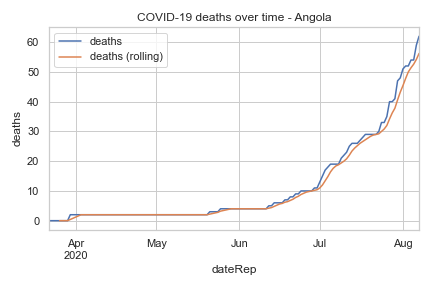 COVID-19 deaths over time - Angola
deaths
deaths (rolling)
60
50
40
30
20
10
0
deaths
Apr May Jun Jul Aug
2020
dateRep